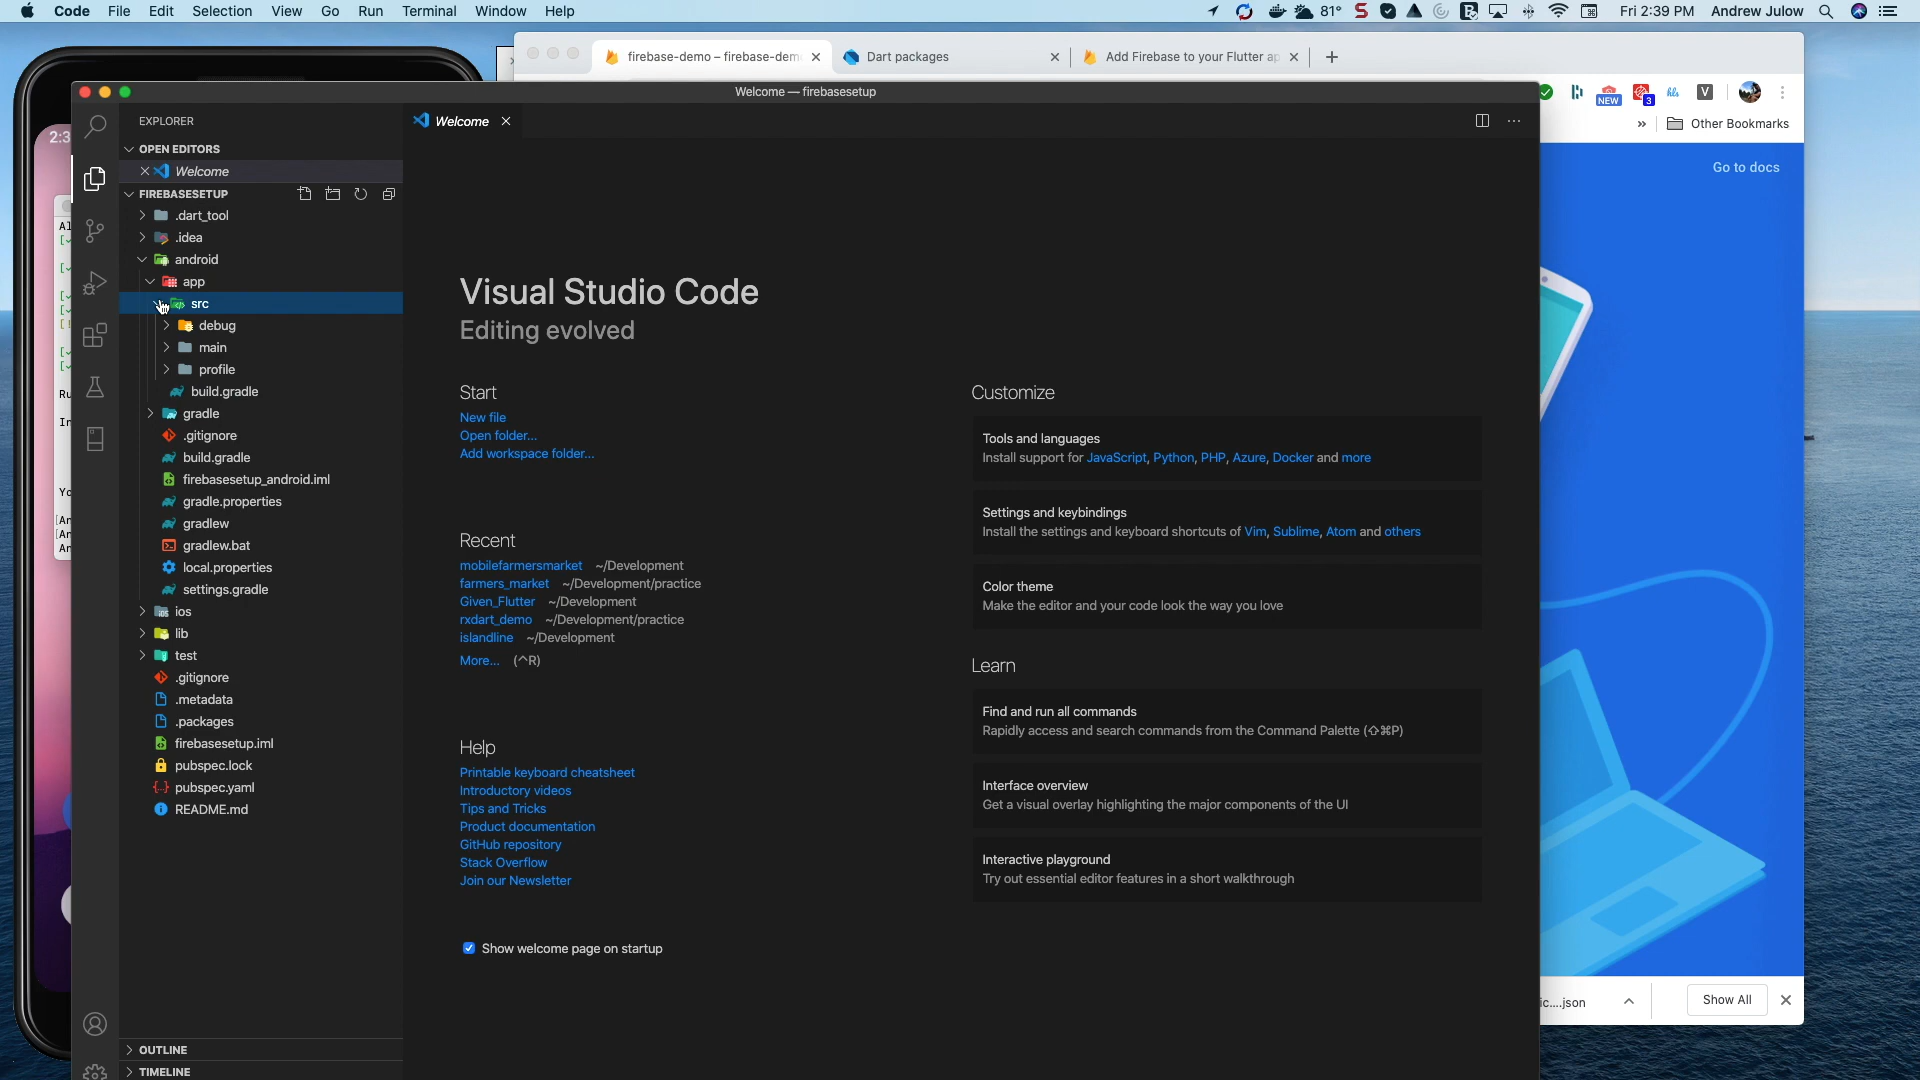 Code File Edit Selection View Go Run Terminal Window Help 81° Fri 2:39 PM Andrew Julow
firebase-demo – firebase-dem Dart packages Add Firebase to your Flutter ap
Welcome — firebasesetup
NEW 3 hls V
Other Bookmarks
Go to docs
2:3
EXPLORER
OPEN EDITORS
Welcome
FIREBASESETUP
.dart_tool
.idea
android
app
src
debug
main
profile
build.gradle
gradle
.gitignore
build.gradle
firebasesetup_android.iml
gradle.properties
gradlew
gradlew.bat
local.properties
settings.gradle
ios
lib
test
.gitignore
.metadata
.packages
firebasesetup.iml
pubspec.lock
pubspec.yaml
README.md
OUTLINE
TIMELINE
Welcome
Visual Studio Code
Editing evolved
Start
New file
Open folder...
Add workspace folder...
Recent
mobilefarmersmarket ~/Development
farmers_market ~/Development/practice
Given_Flutter ~/Development
rxdart_demo ~/Development/practice
islandline ~/Development
More... (^R)
Help
Printable keyboard cheatsheet
Introductory videos
Tips and Tricks
Product documentation
GitHub repository
Stack Overflow
Join our Newsletter
Show welcome page on startup
Customize
Tools and languages
Install support for JavaScript, Python, PHP, Azure, Docker and more
Settings and keybindings
Install the settings and keyboard shortcuts of Vim, Sublime, Atom and others
Color theme
Make the editor and your code look the way you love
Learn
Find and run all commands
Rapidly access and search commands from the Command Palette (⇧⌘P)
Interface overview
Get a visual overlay highlighting the major components of the UI
Interactive playground
Try out essential editor features in a short walkthrough
ic....json Show All